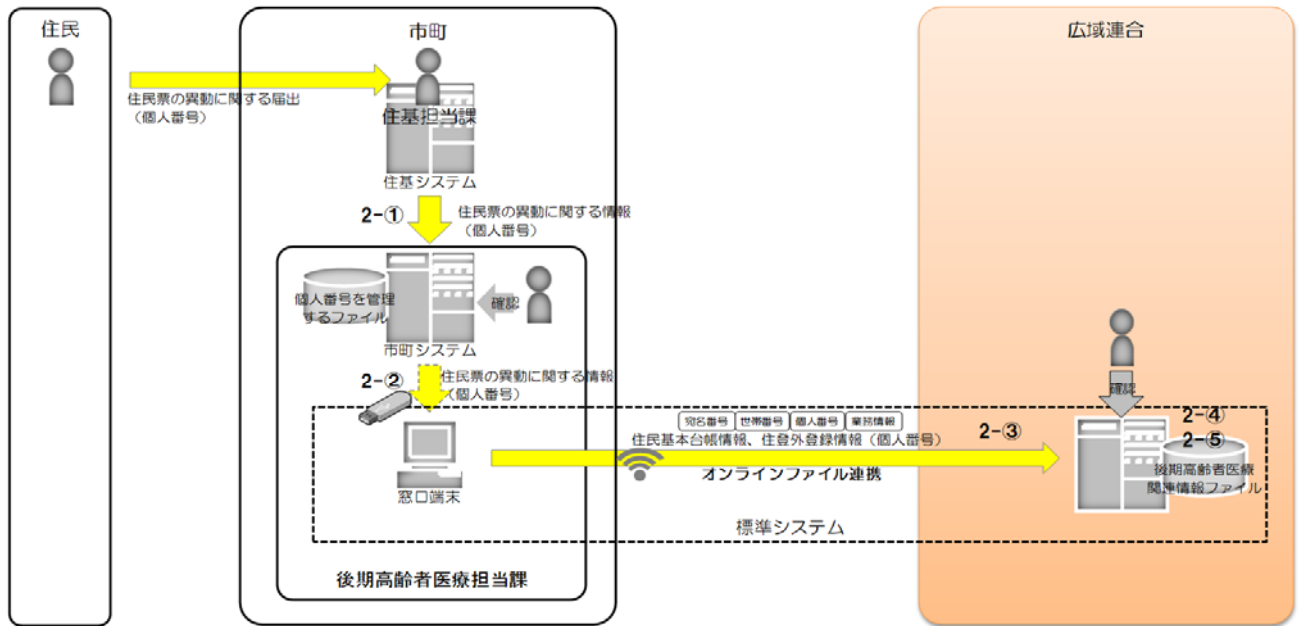 住民
市町
広域連合
住民票の異動に関する届出
（個人番号）
住基担当課
住基システム
2-①
住民票の異動に関する情報
（個人番号）
個人番号を管理
するファイル
確認
市町システム
2-②
住民票の異動に関する情報
（個人番号）
確認
宛名番号 世帯番号 個人番号 業務情報
住民基本台帳情報、住登外登録情報（個人番号）
2-③
2-④
2-⑤
オンラインファイル連携
後期高齢者医療
関連情報ファイル
窓口端末
標準システム
後期高齢者医療担当課